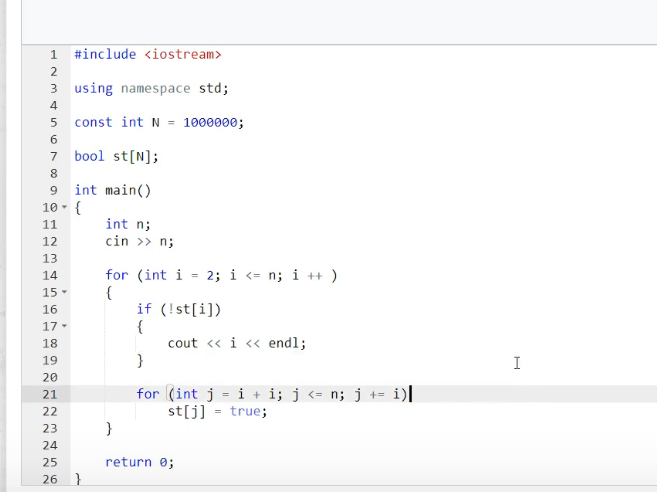 1 #include <iostream>
2
3 using namespace std;
4
5 const int N = 1000000;
6
7 bool st[N];
8
9 int main()
10 {
11 int n;
12 cin >> n;
13
14 for (int i = 2; i <= n; i ++ )
15 {
16 if (!st[i])
17 {
18 cout << i << endl;
19 }
20
21 for (int j = i + i; j <= n; j += i)
22 st[j] = true;
23 }
24
25 return 0;
26 }